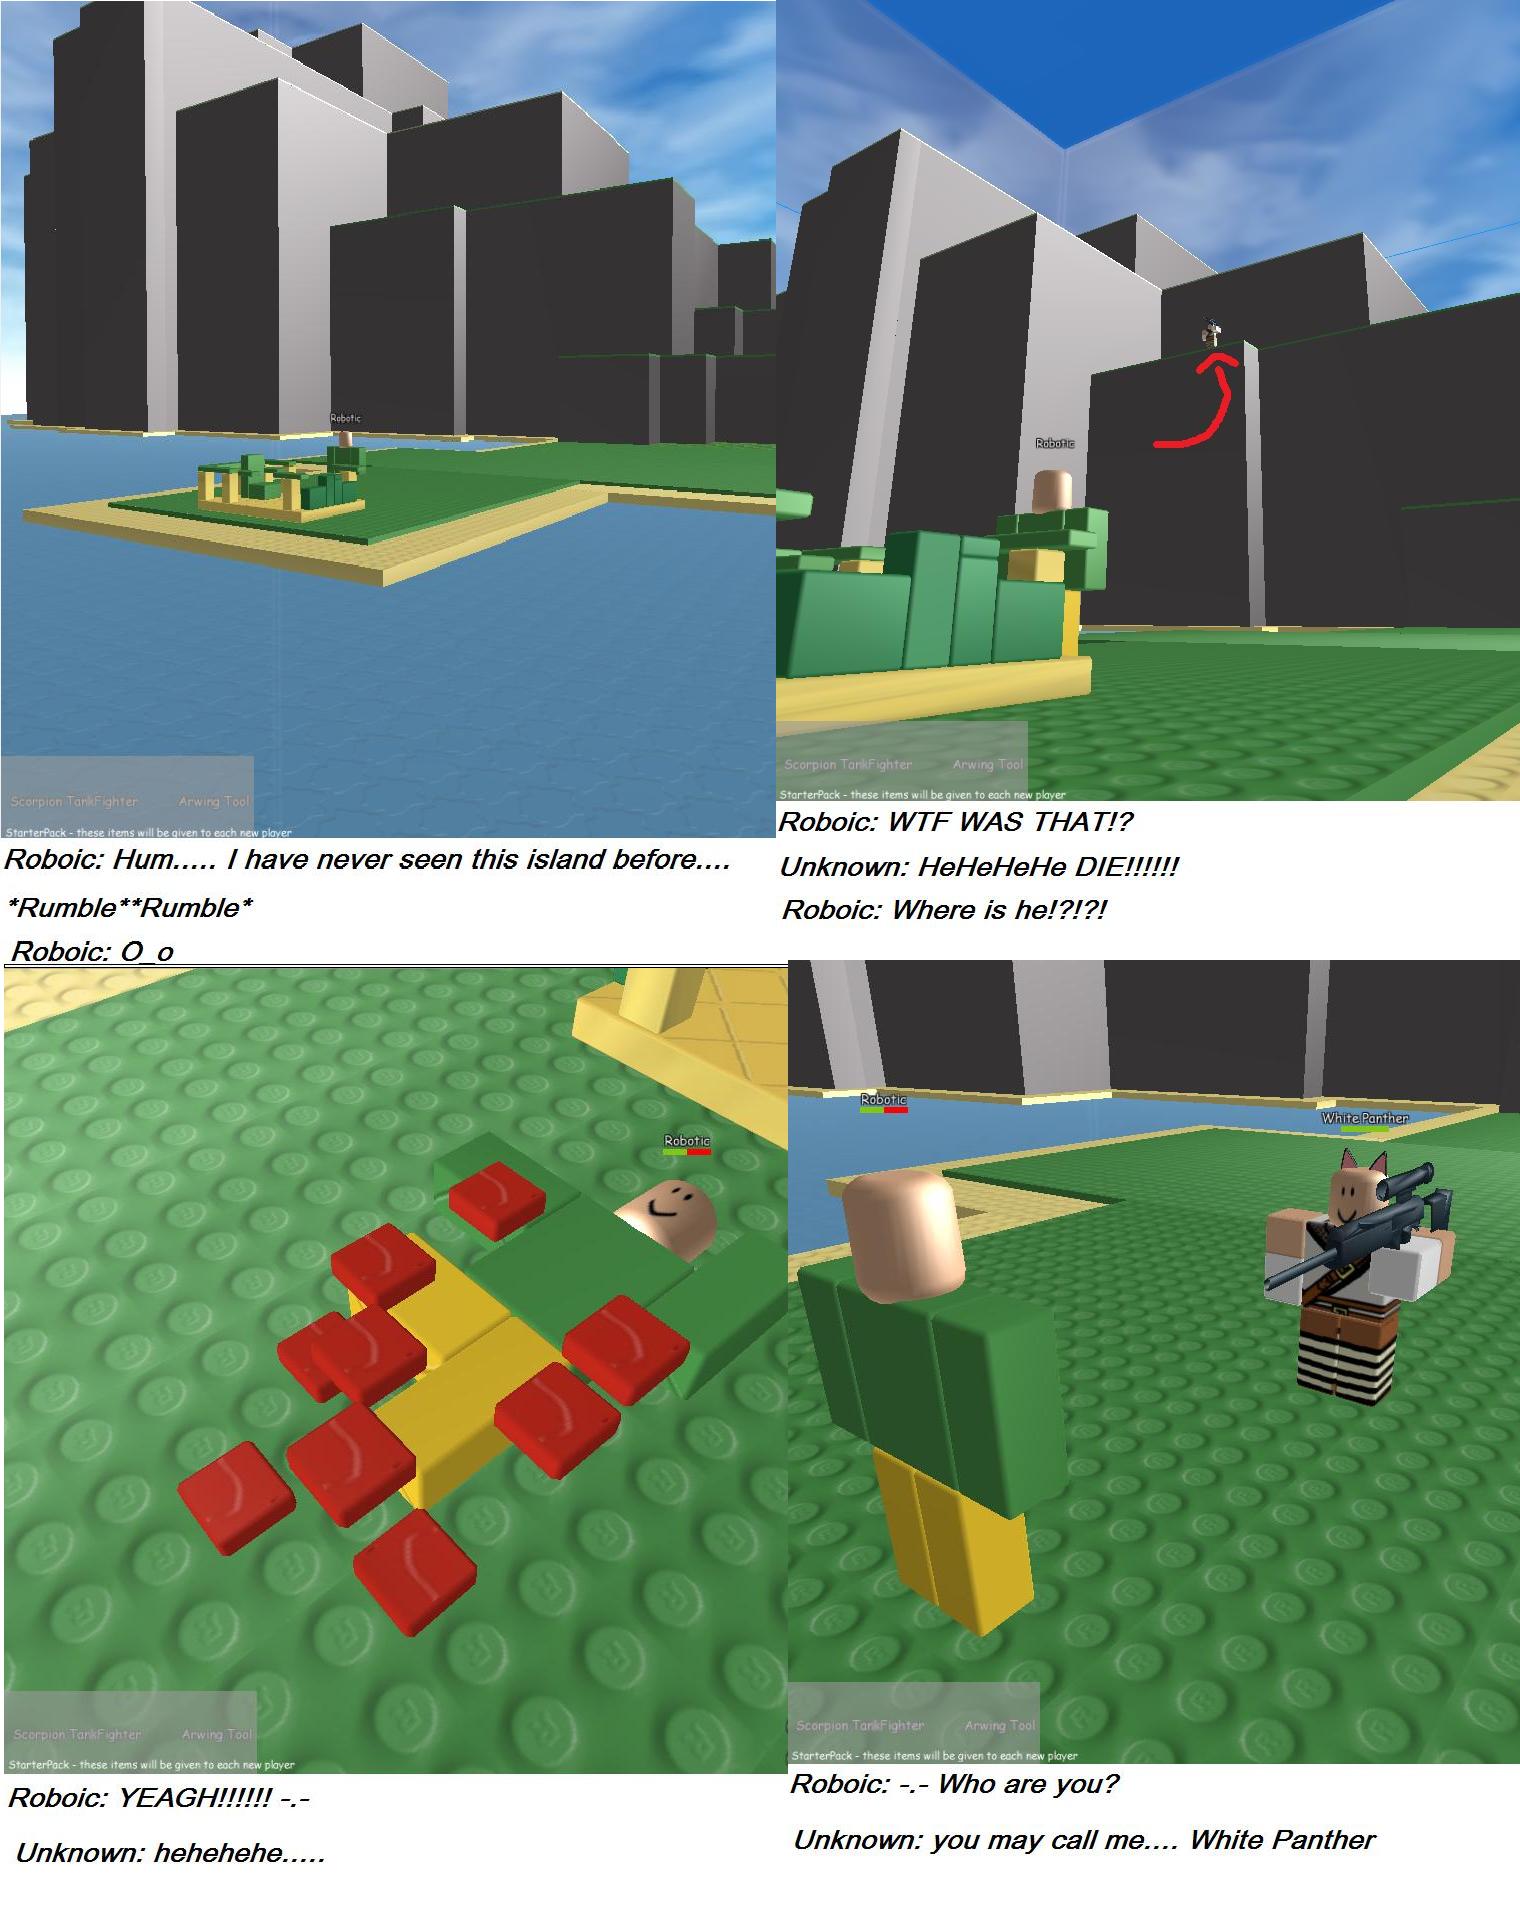 Robotic
Scorpion TankFighter Arwing Tool
StarterPack - these items will be given to each new player
Roboic: Hum..... I have never seen this island before....
*Rumble**Rumble*
Roboic: O_o
Robotic
Scorpion TankFighter Arwing Tool
StarterPack - these items will be given to each new player
Roboic: WTF WAS THAT!?
Unknown: HeHeHeHe DIE!!!!!!
Roboic: Where is he!?!?!
Robotic
Scorpion TankFighter Arwing Tool
StarterPack - these items will be given to each new player
Roboic: YEAGH!!!!!! -.-
Unknown: hehehehe.....
Robotic
White Panther
Scorpion TankFighter Arwing Tool
StarterPack - these items will be given to each new player
Roboic: -.- Who are you?
Unknown: you may call me.... White Panther